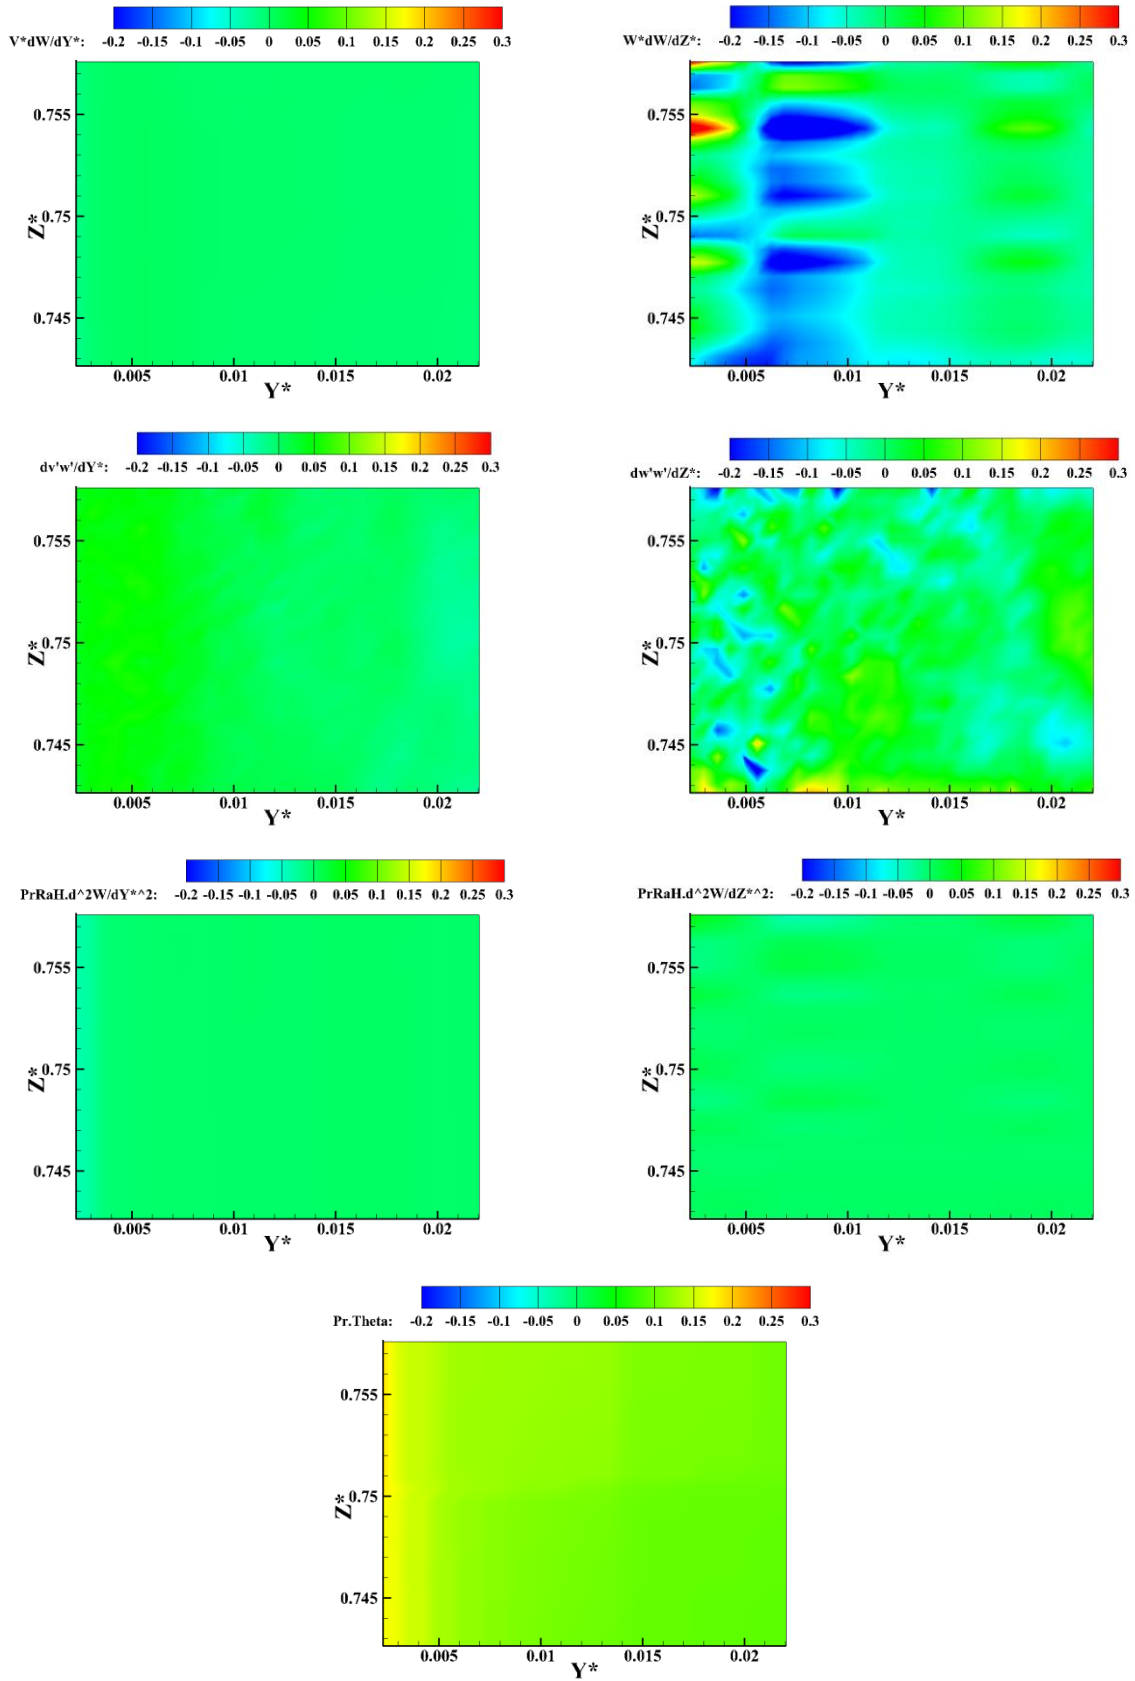 V*dW/dY*: -0.2 -0.15 -0.1 -0.05 0 0.05 0.1 0.15 0.2 0.25 0.3
W*dW/dZ*: -0.2 -0.15 -0.1 -0.05 0 0.05 0.1 0.15 0.2 0.25 0.3
0.755
0.75
0.745
Z*
0.005 0.01 0.015 0.02
Y*
0.755
0.75
0.745
Z*
0.005 0.01 0.015 0.02
Y*
dv'w'/dY*: -0.2 -0.15 -0.1 -0.05 0 0.05 0.1 0.15 0.2 0.25 0.3
dw'w'/dZ*: -0.2 -0.15 -0.1 -0.05 0 0.05 0.1 0.15 0.2 0.25 0.3
0.755
0.75
0.745
Z*
0.005 0.01 0.015 0.02
Y*
0.755
0.75
0.745
Z*
0.005 0.01 0.015 0.02
Y*
PrRaH.d^2W/dY*^2: -0.2 -0.15 -0.1 -0.05 0 0.05 0.1 0.15 0.2 0.25 0.3
PrRaH.d^2W/dZ*^2: -0.2 -0.15 -0.1 -0.05 0 0.05 0.1 0.15 0.2 0.25 0.3
0.755
0.75
0.745
Z*
0.005 0.01 0.015 0.02
Y*
0.755
0.75
0.745
Z*
0.005 0.01 0.015 0.02
Y*
Pr.Theta: -0.2 -0.15 -0.1 -0.05 0 0.05 0.1 0.15 0.2 0.25 0.3
0.755
0.75
0.745
Z*
0.005 0.01 0.015 0.02
Y*